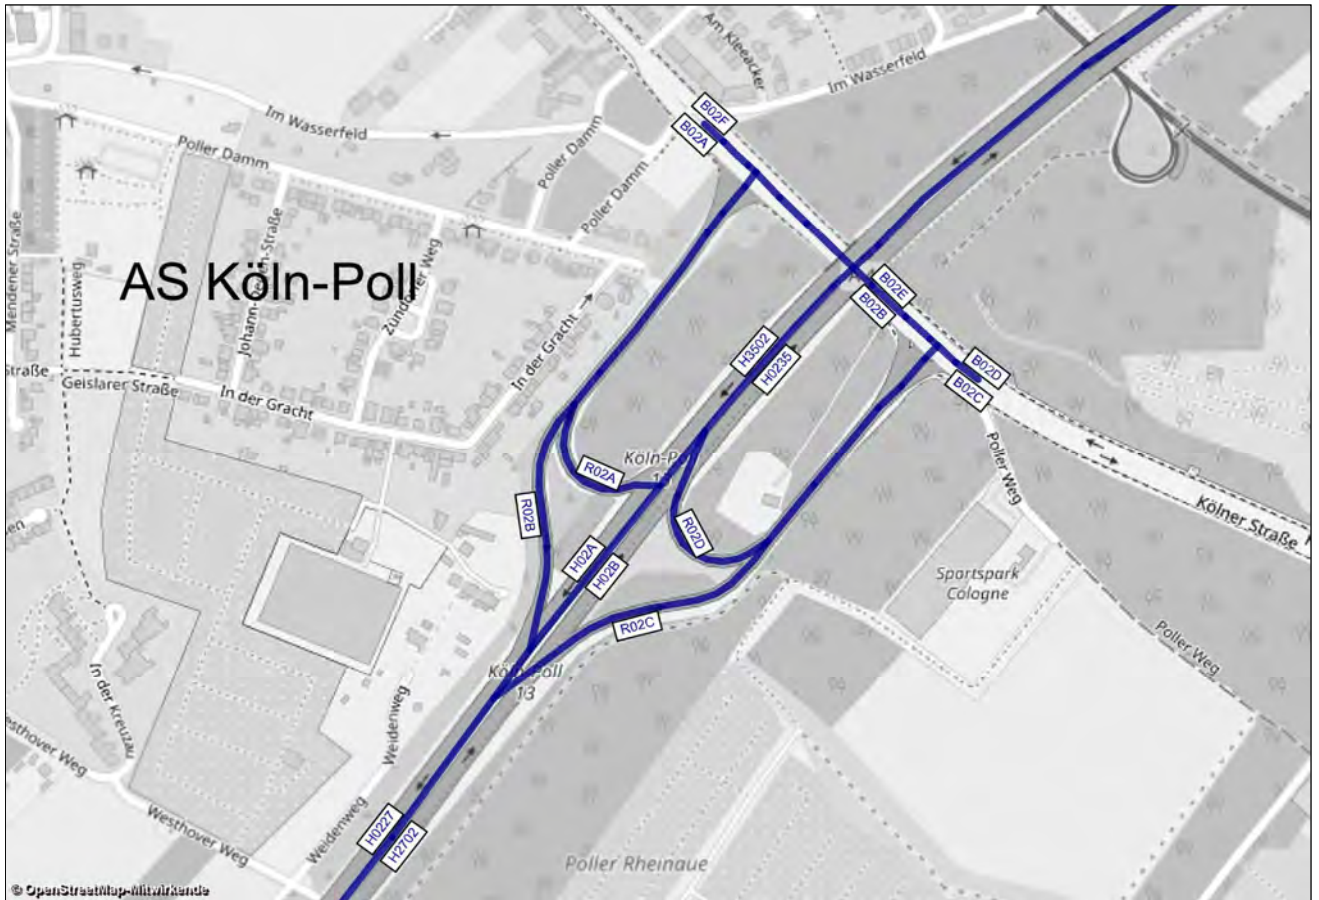 Am Kleeacker
Im Wasserfeld
B02F
B02A
Im Wasserfeld
Poller Damm
Poller Damm
Poller Damm
Mendener Straße
Hubertusweg
AS Köln-Poll
Zündorfer Weg
B02E
B02B
In der Gracht
H3502
H0235
B02D
B02C
straße
Geislarer Straße
In der Gracht
Poller Weg
Köln-Po
R02A
R02B
R02D
Kölner Straße
H02A
H02B
Sportspark
Cologne
R02C
Poller Weg
Köln-Poll
13
In der Kreuzau
Weidenweg
esthover Weg
Westhover Weg
Weidenweg
H0227
H2702
Poller Rheinaue
© OpenStreetMap-Mitwirkende